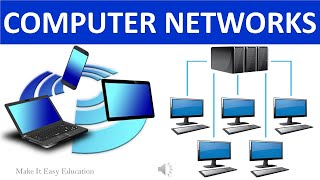 COMPUTER NETWORKS
Make It Easy Education